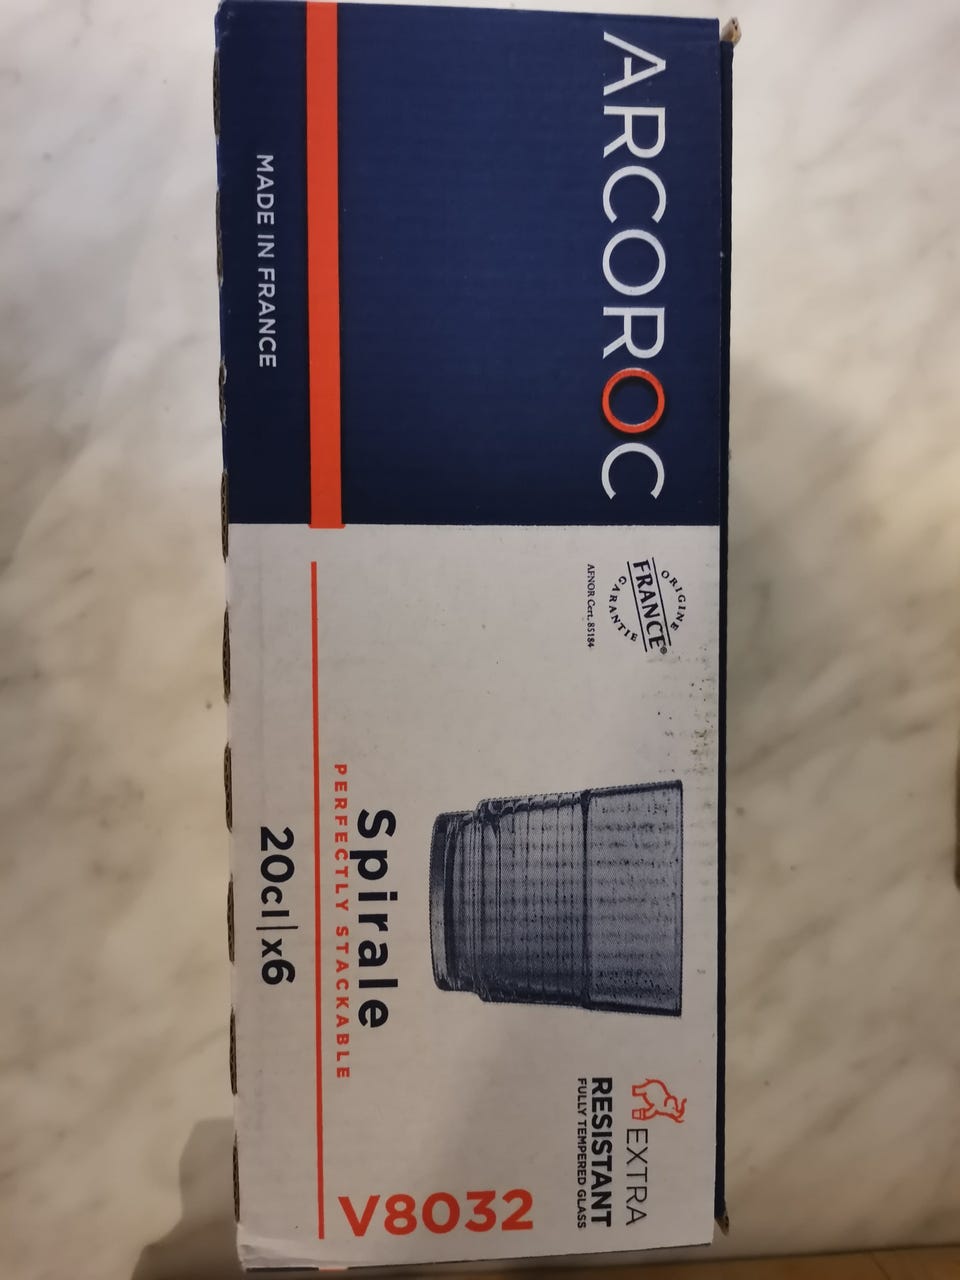 ARCOROC
MADE IN FRANCE
ORIGINE
FRANCE®
GARANTIE
AFNOR Cert. 85184
Spirale
PERFECTLY STACKABLE
20cl|x6
EXTRA
RESISTANT
FULLY TEMPERED GLASS
V8032